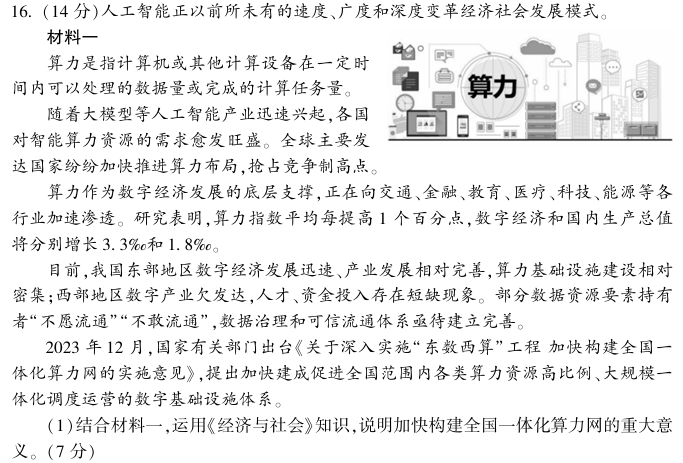 16. (14 分)人工智能正以前所未有的速度、广度和深度变革经济社会发展模式。
材料一
算力是指计算机或其他计算设备在一定时
间内可以处理的数据量或完成的计算任务量。
算力
随着大模型等人工智能产业迅速兴起,各国
对智能算力资源的需求愈发旺盛。全球主要发
达国家纷纷加快推进算力布局,抢占竞争制高点。
算力作为数字经济发展的底层支撑,正在向交通、金融、教育、医疗、科技、能源等各
行业加速渗透。研究表明,算力指数平均每提高 1 个百分点,数字经济和国内生产总值
将分别增长 3.3‰和 1.8‰。
目前,我国东部地区数字经济发展迅速、产业发展相对完善,算力基础设施建设相对
密集;西部地区数字产业欠发达,人才、资金投入存在短缺现象。部分数据资源要素持有
者“不愿流通”“不敢流通”,数据治理和可信流通体系亟待建立完善。
2023 年 12 月,国家有关部门出台《关于深入实施“东数西算”工程 加快构建全国一
体化算力网的实施意见》,提出加快建成促进全国范围内各类算力资源高比例、大规模一
体化调度运营的数字基础设施体系。
(1)结合材料一,运用《经济与社会》知识,说明加快构建全国一体化算力网的重大意
义。(7 分)